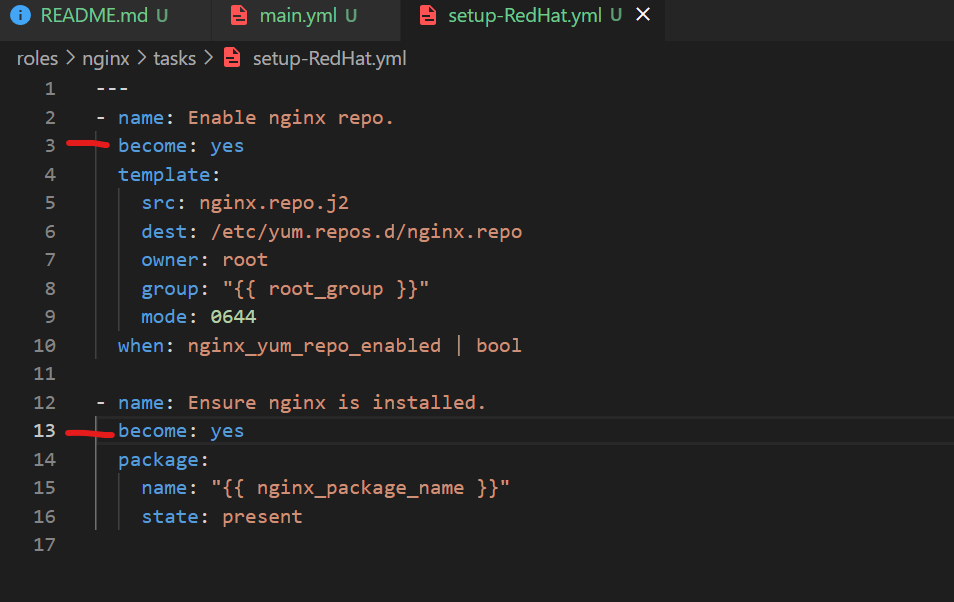 README.md U main.yml U setup-RedHat.yml U
roles > nginx > tasks > setup-RedHat.yml
1 ---
2 - name: Enable nginx repo.
3 become: yes
4 template:
5 src: nginx.repo.j2
6 dest: /etc/yum.repos.d/nginx.repo
7 owner: root
8 group: "{{ root_group }}"
9 mode: 0644
10 when: nginx_yum_repo_enabled | bool
11
12 - name: Ensure nginx is installed.
13 become: yes
14 package:
15 name: "{{ nginx_package_name }}"
16 state: present
17